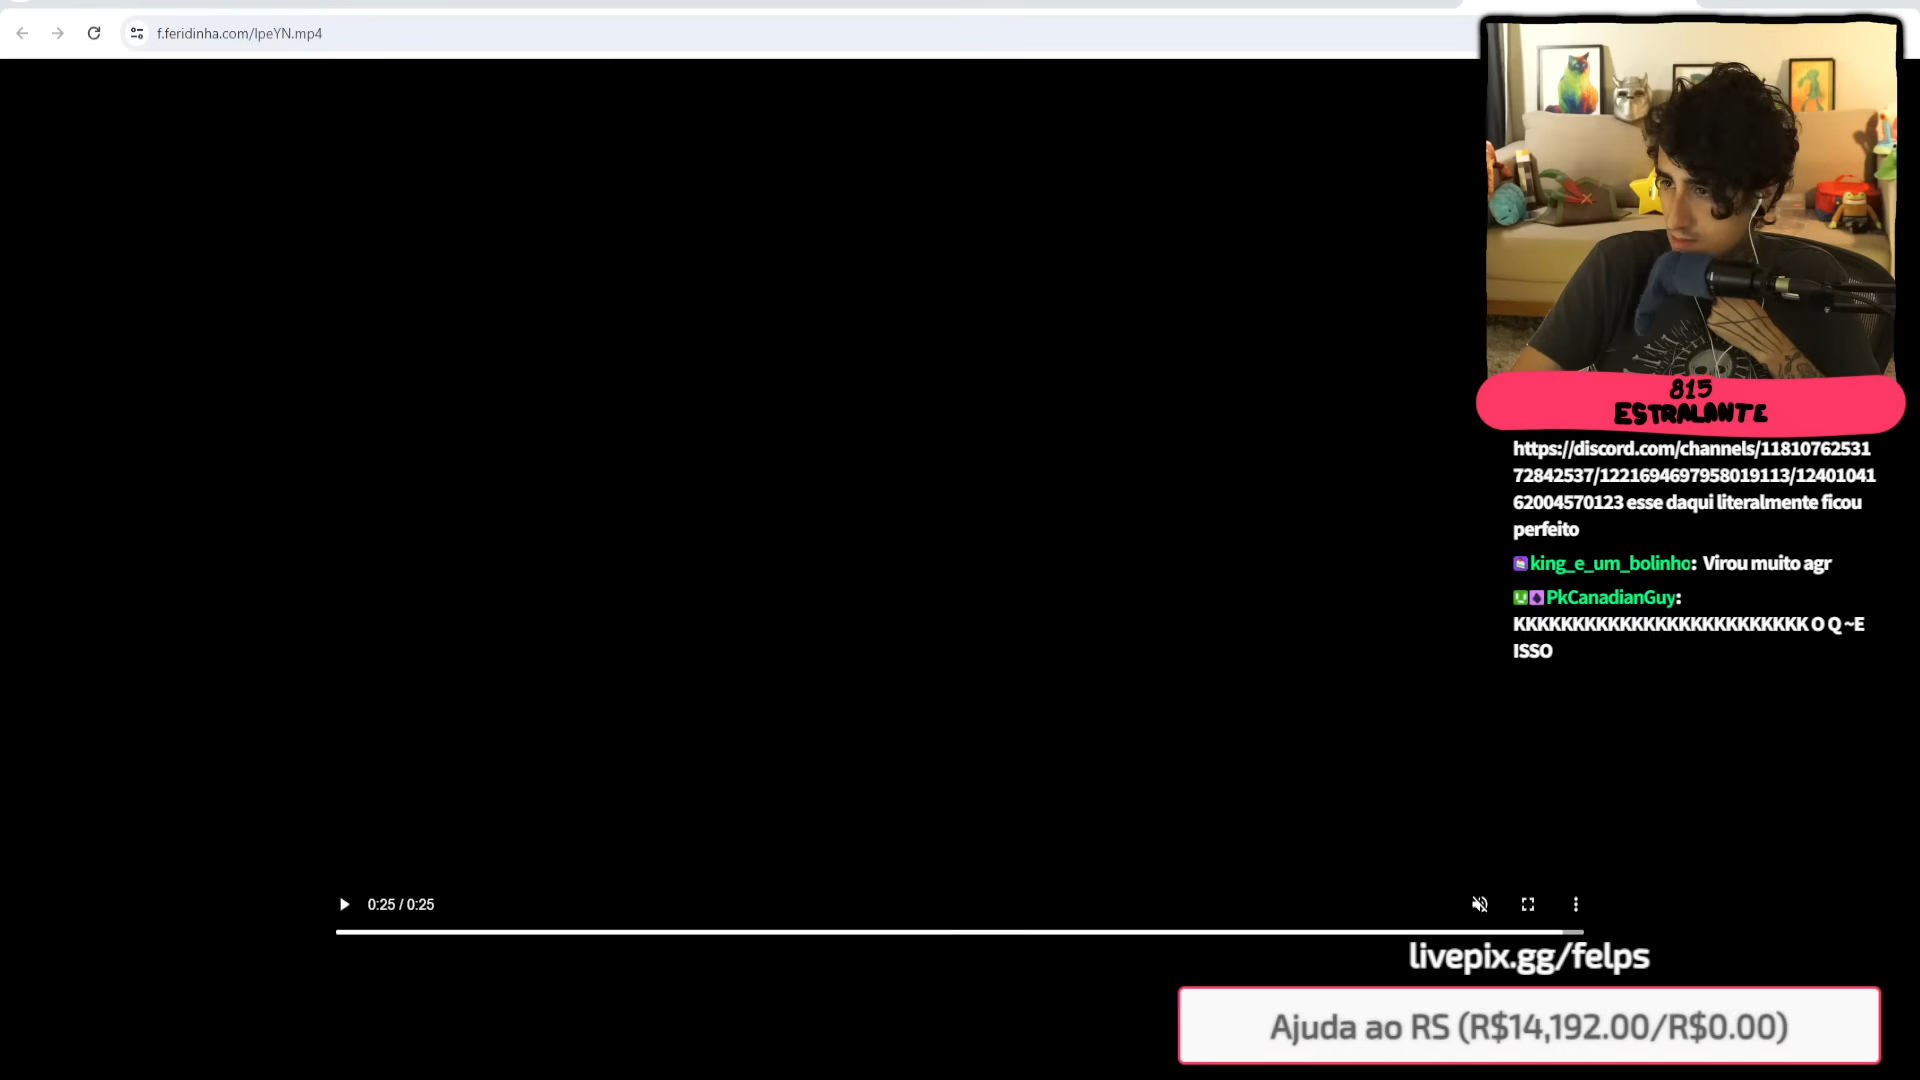 f.feridinha.com/lpeYN.mp4
815
ESTRALANTE
https://discord.com/channels/11810762531
72842537/1221694697958019113/12401041
62004570123 esse daqui literalmente ficou
perfeito
king_e_um_bolinho: Virou muito agr
PkCanadianGuy:
KKKKKKKKKKKKKKKKKKKKKKKKK O Q ~E
ISSO
0:25 / 0:25
livepix.gg/felps
Ajuda ao RS (R$14,192.00/R$0.00)